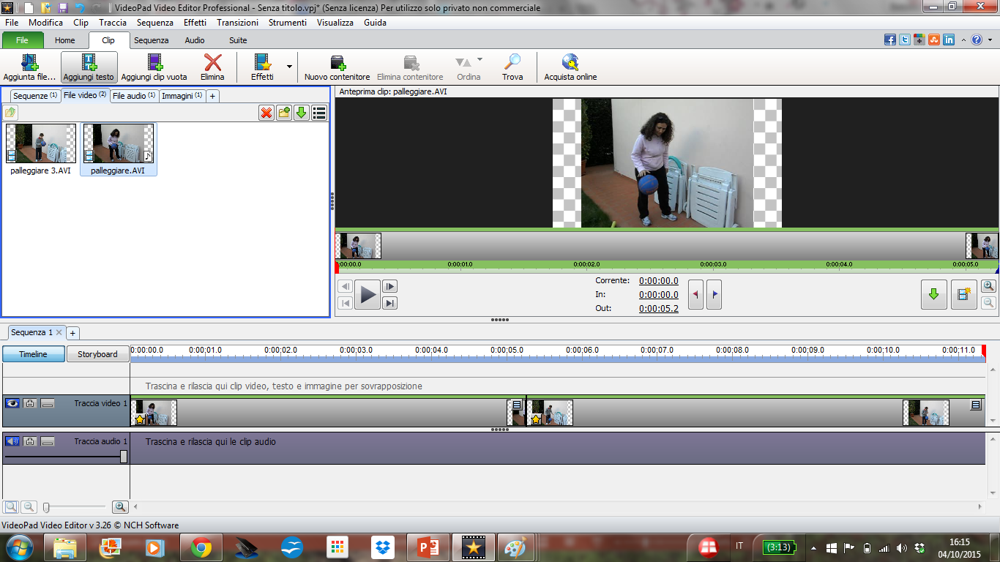 VideoPad Video Editor Professional - Senza titolo.vpj* (Senza licenza) Per utilizzo solo privato non commerciale
File Modifica Clip Traccia Sequenza Effetti Transizioni Strumenti Visualizza Guida
File Home Clip Sequenza Audio Suite
Aggiunta file... Aggiungi testo Aggiungi clip vuota Elimina Effetti Nuovo contenitore Elimina contenitore Ordina Trova Acquista online
Sequenze (1) File video (2) File audio (1) Immagini (1) +
palleggiare 3.AVI palleggiare.AVI
Anteprima clip: palleggiare.AVI
:00:00.0 0:00:01.0 0:00:02.0 0:00:03.0 0:00:04.0 0:00:05.0
Corrente: 0:00:00.0
In: 0:00:00.0
Out: 0:00:05.2
Sequenza 1 +
Timeline Storyboard
0:00:00.0 0:00:01.0 0:00:02.0 0:00:03.0 0:00:04.0 0:00:05.0 0:00:06.0 0:00:07.0 0:00:08.0 0:00:09.0 0:00:10.0 0:00:11.0
Trascina e rilascia qui clip video, testo e immagine per sovrapposizione
Traccia video 1
Traccia audio 1 Trascina e rilascia qui le clip audio
VideoPad Video Editor v 3.26 © NCH Software
IT (3:13) 16:15
04/10/2015